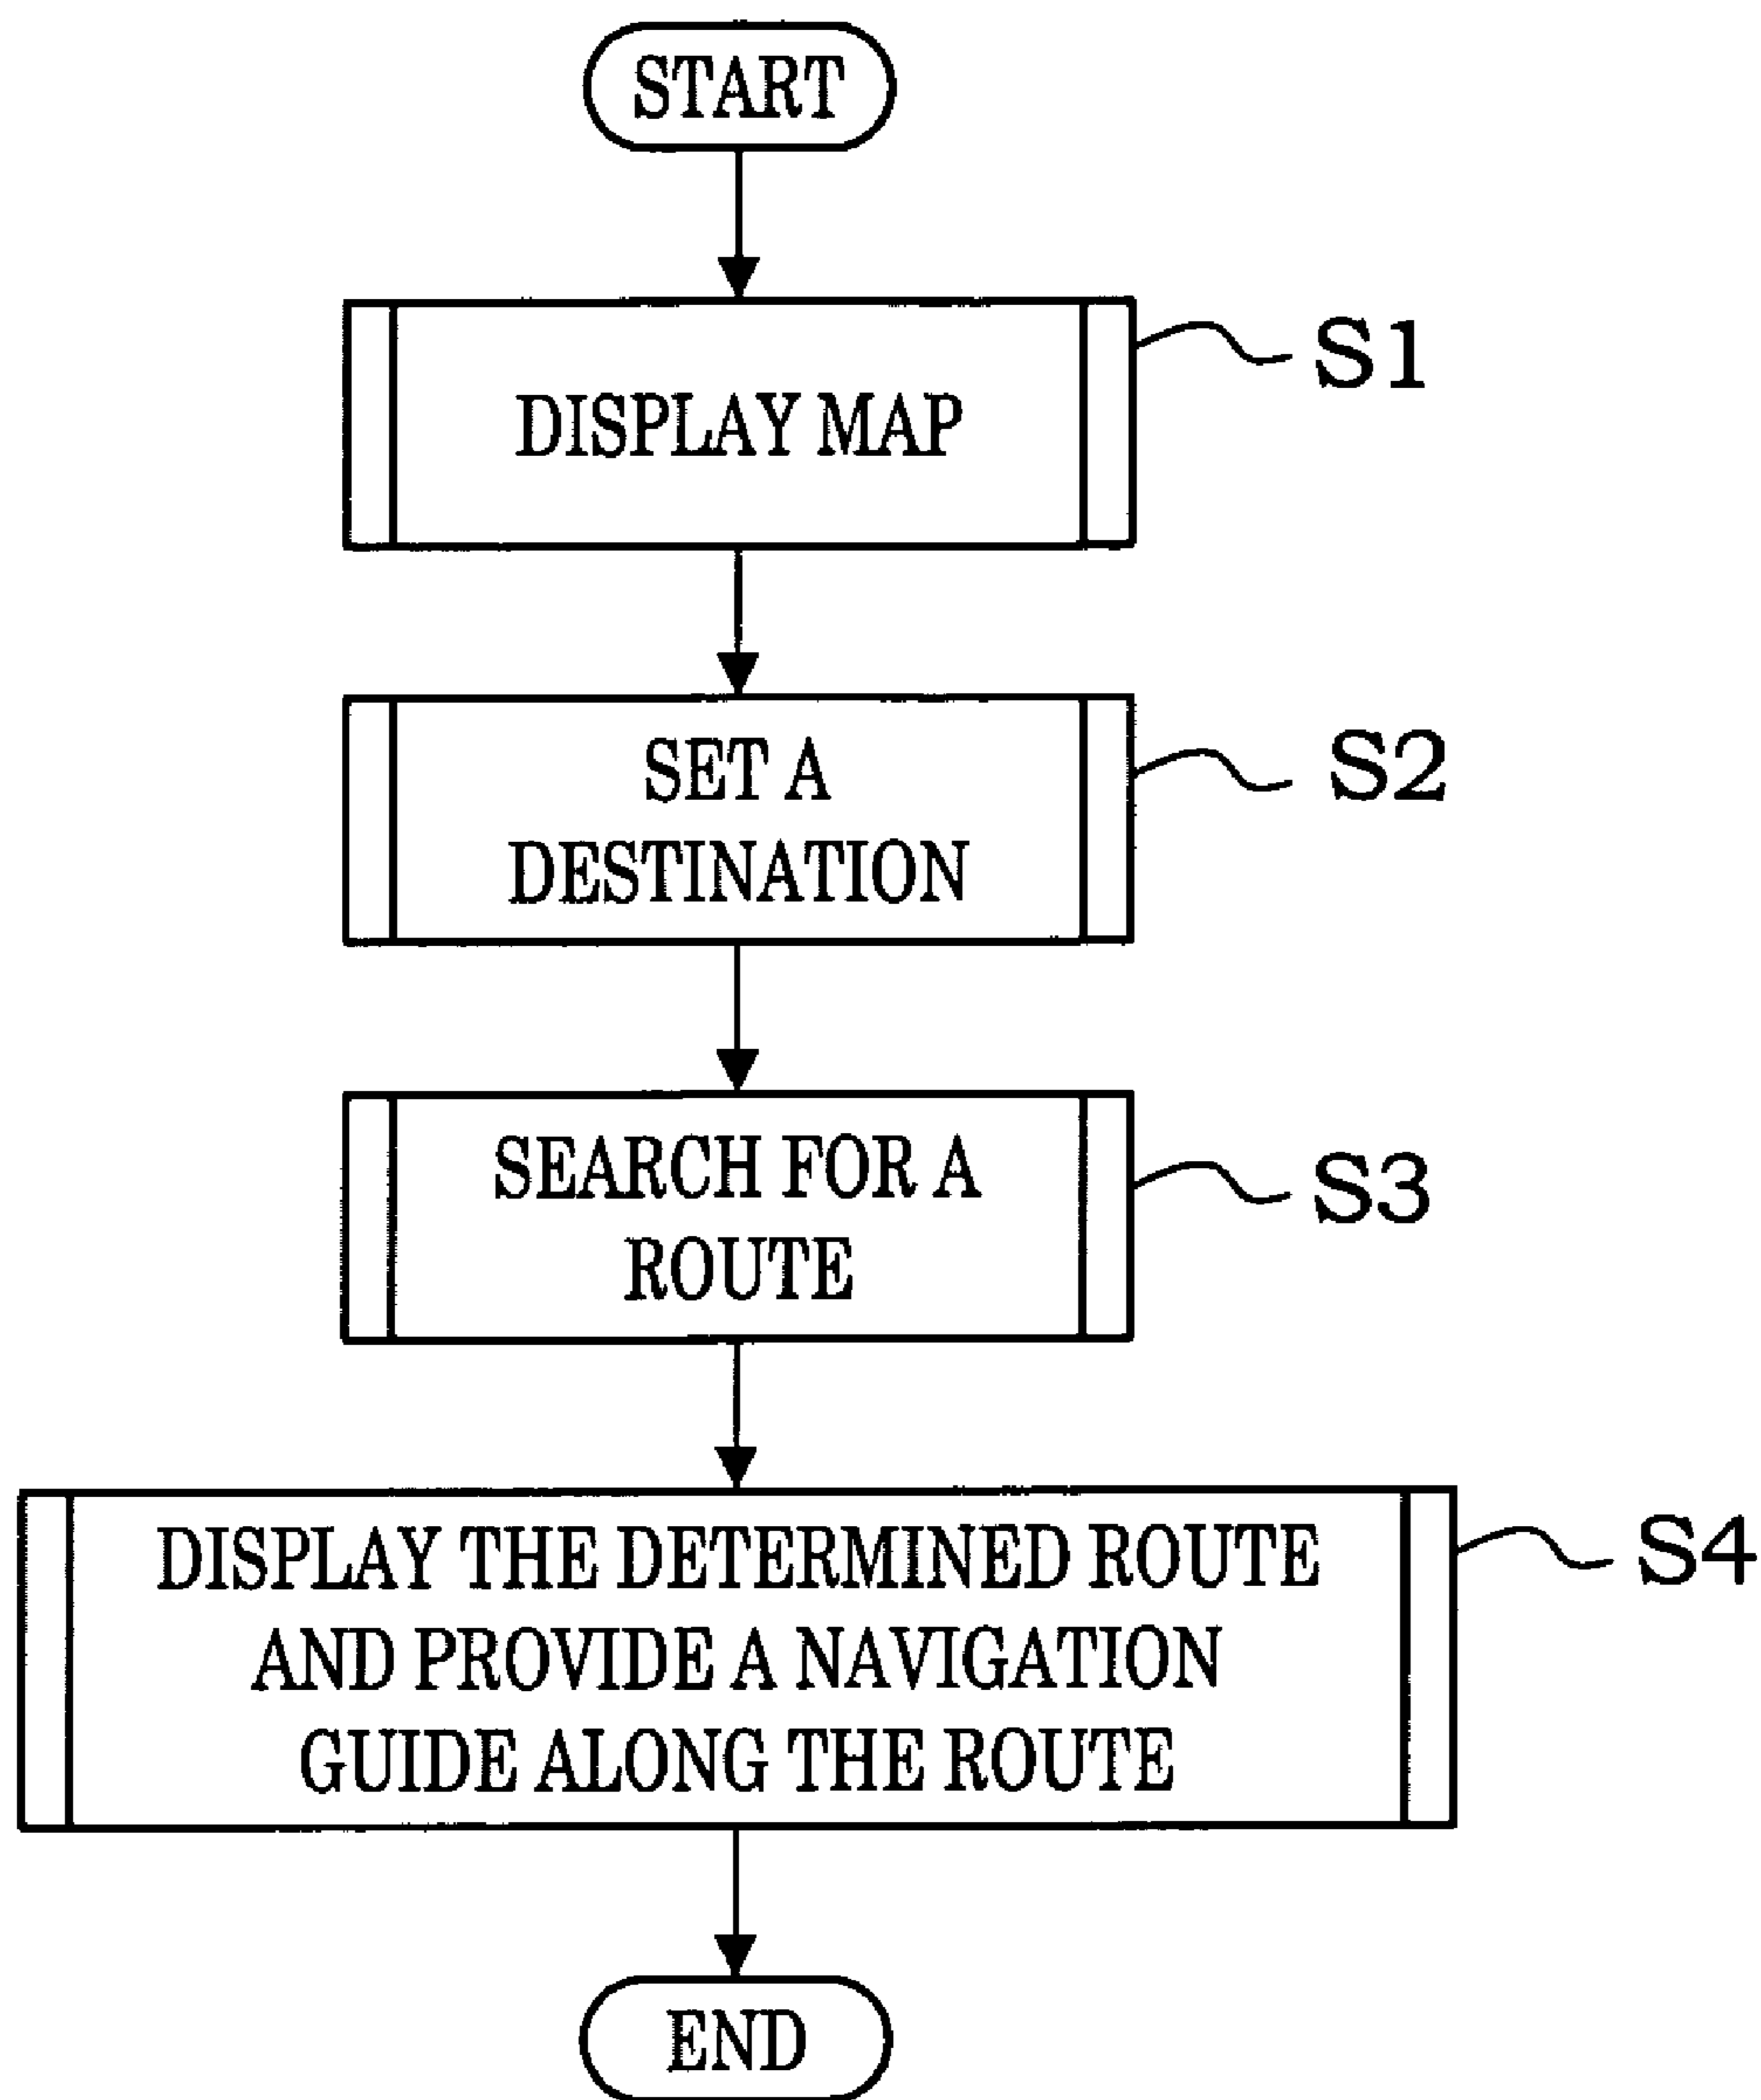 START
DISPLAY MAP
S1
SET A
DESTINATION
S2
SEARCH FOR A
ROUTE
S3
DISPLAY THE DETERMINED ROUTE
AND PROVIDE A NAVIGATION
GUIDE ALONG THE ROUTE
S4
END